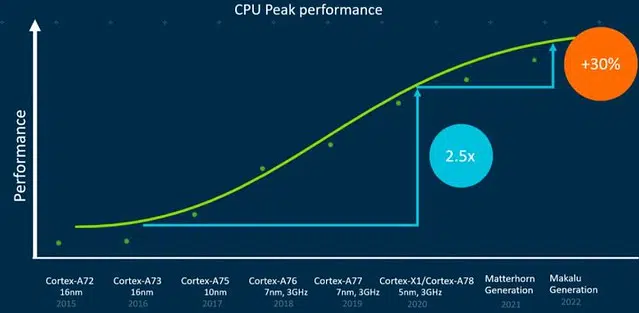 CPU Peak performance
Performance
+30%
2.5x
Cortex-A72
16nm
2015
Cortex-A73
16nm
2016
Cortex-A75
10nm
2017
Cortex-A76
7nm, 3GHz
2018
Cortex-A77
7nm, 3GHz
2019
Cortex-X1/Cortex-A78
5nm, 3GHz
2020
Matterhorn
Generation
2021
Makalu
Generation
2022